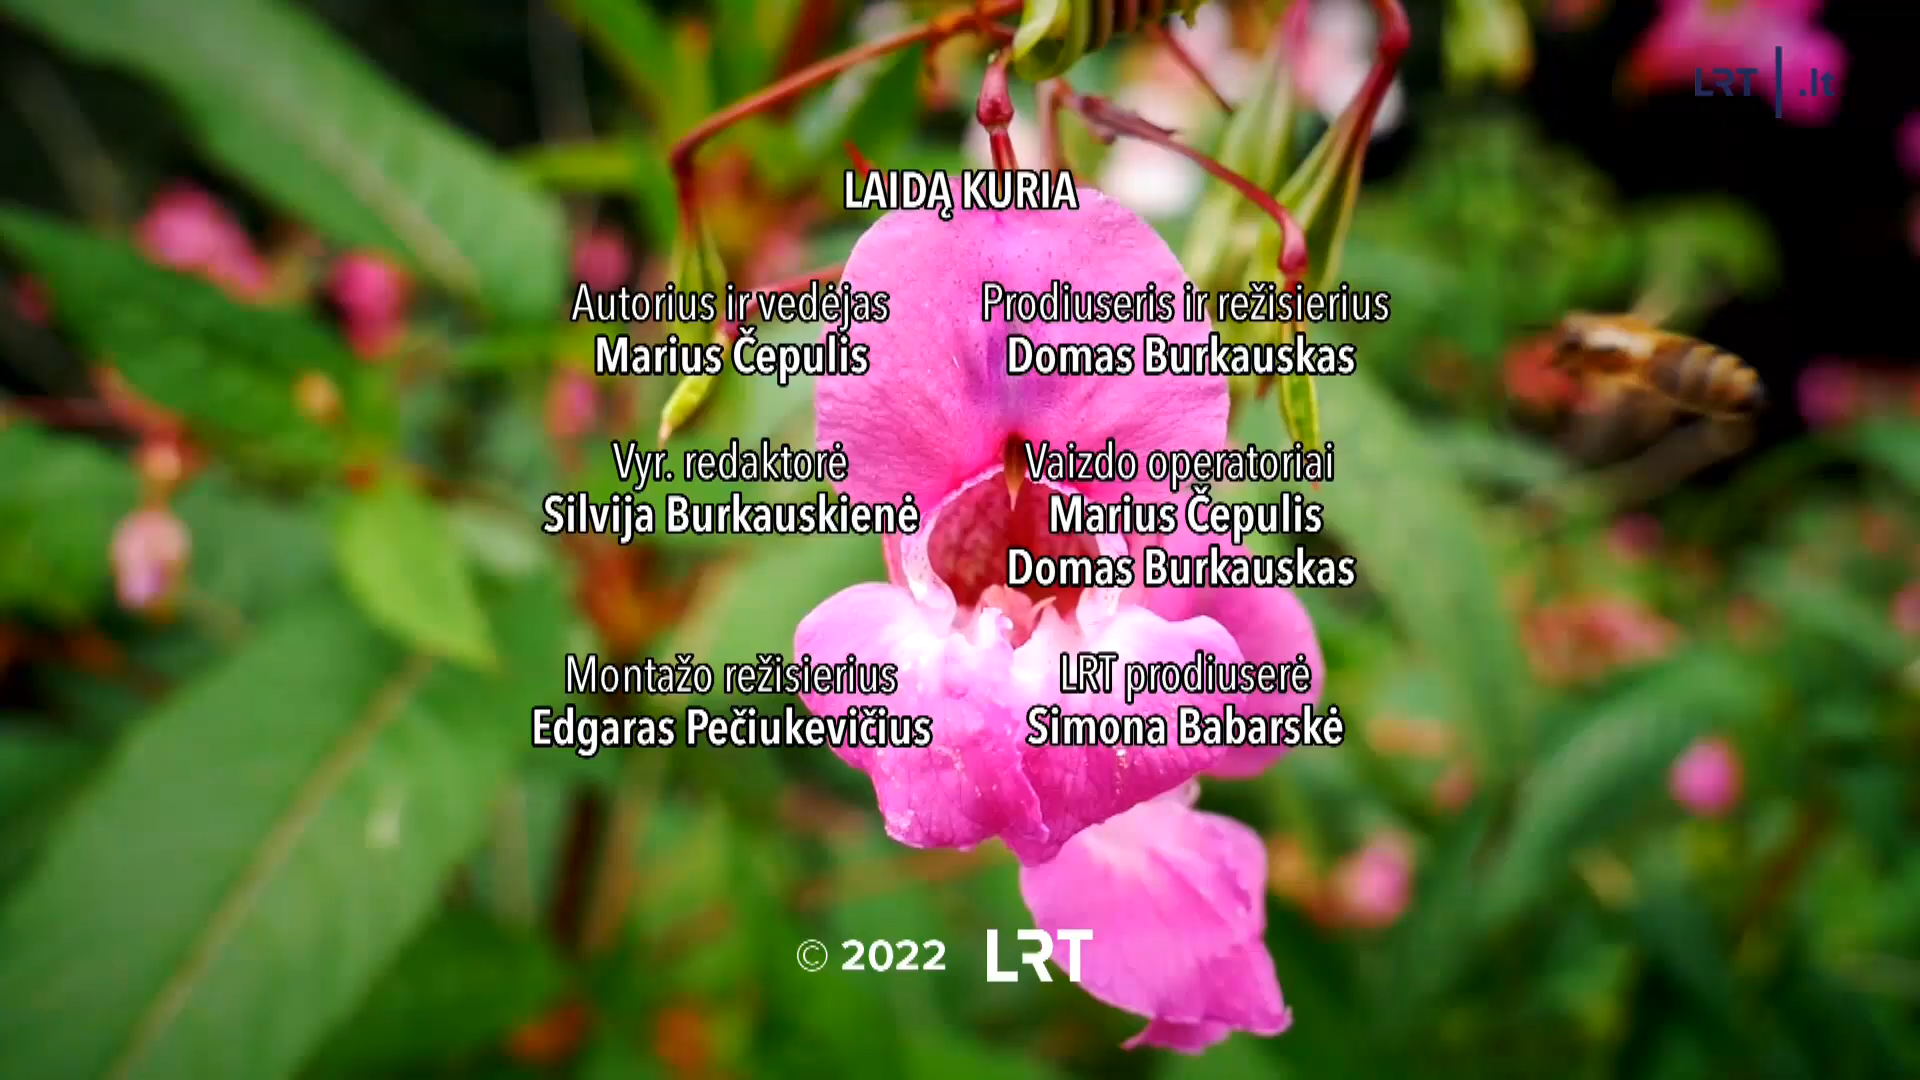 LRT | .lt
LAIDĄ KURIA
Autorius ir vedėjas
Marius Čepulis
Prodiuseris ir režisierius
Domas Burkauskas
Vyr. redaktorė
Silvija Burkauskienė
Vaizdo operatoriai
Marius Čepulis
Domas Burkauskas
Montažo režisierius
Edgaras Pečiukevičius
LRT prodiuserė
Simona Babarskė
© 2022 LRT